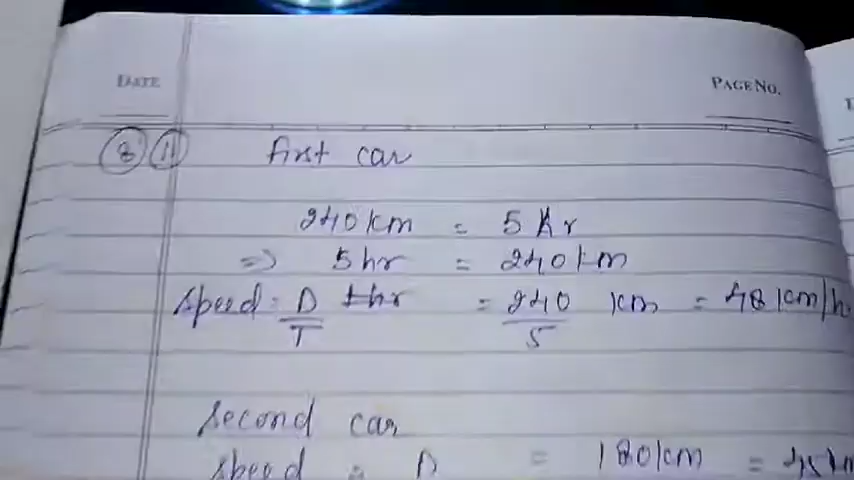 DATE
PAGE NO.
8 11 first car
240 km = 5 hr
=> 5 hr = 240 km
Speed = D/T = 240/5 km = 48 km/h
Second car
Speed = D = 180 km =